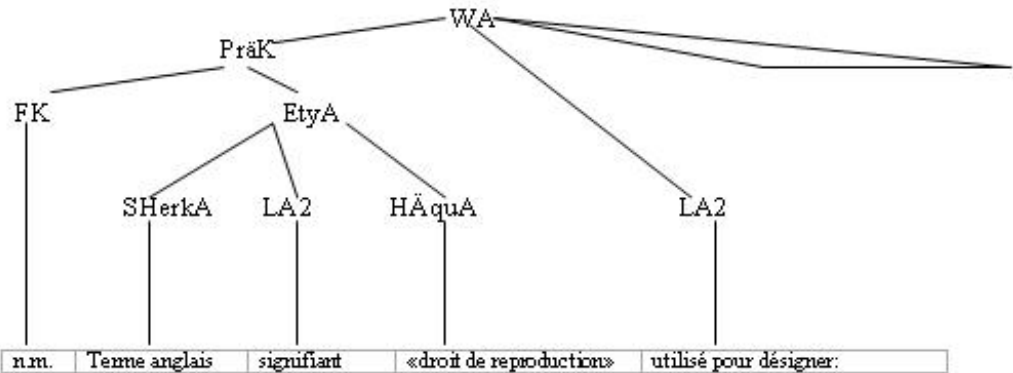 WA
PräK
FK EtyA
SHerkA LA2 HÄquA LA2
n.m. Terme anglais signifiant «droit de reproduction» utilisé pour désigner: